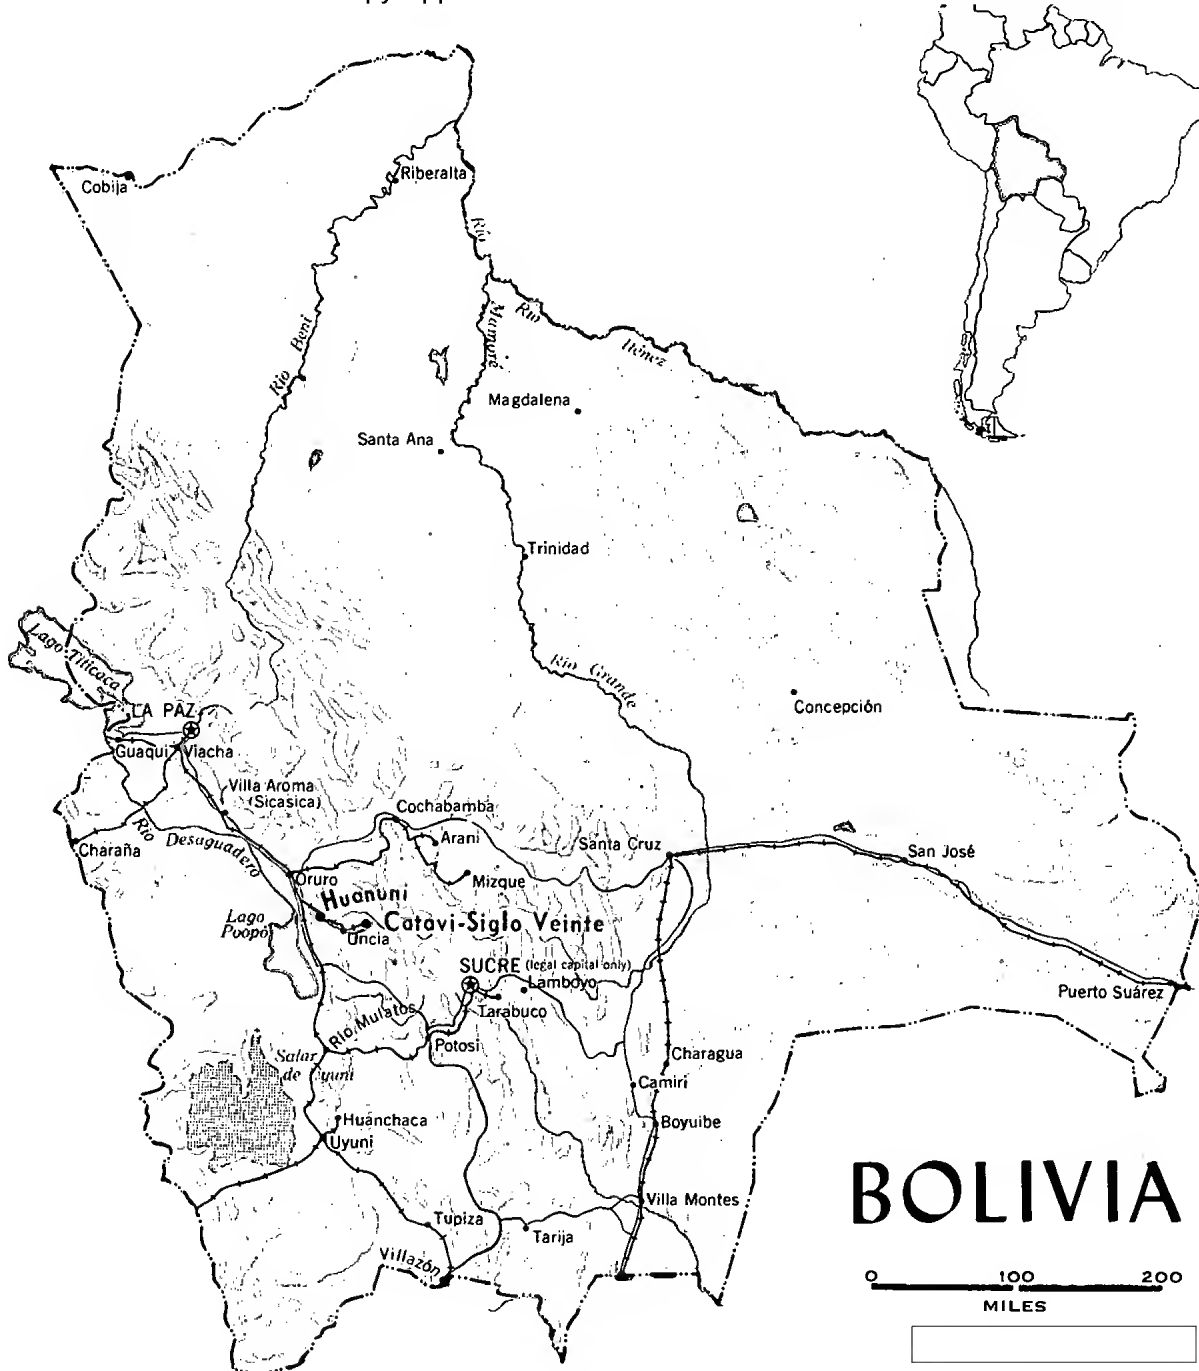 Cobija
Riberalta
Río
Mamoré
Río
Iténez
Río Beni
Magdalena
Santa Ana
Trinidad
Lago Titicaca
Río Grande
LA PAZ
Concepción
Guaqui
Viacha
Villa Aroma
(Sicasica)
Cochabamba
Río Desaguadero
Arani
Santa Cruz
San José
Charaña
Oruro
Mizque
Huanuni
Lago
Poopó
Catavi-Siglo Veinte
Uncia
SUCRE (legal capital only)
Lamboyo
Tarabuco
Puerto Suárez
Río Mulatos
Potosí
Salar
de Uyuni
Charagua
Camiri
Huanchaca
Boyuibe
Uyuni
BOLIVIA
Villa Montes
Tupiza
Tarija
Villazón
0 100 200
MILES